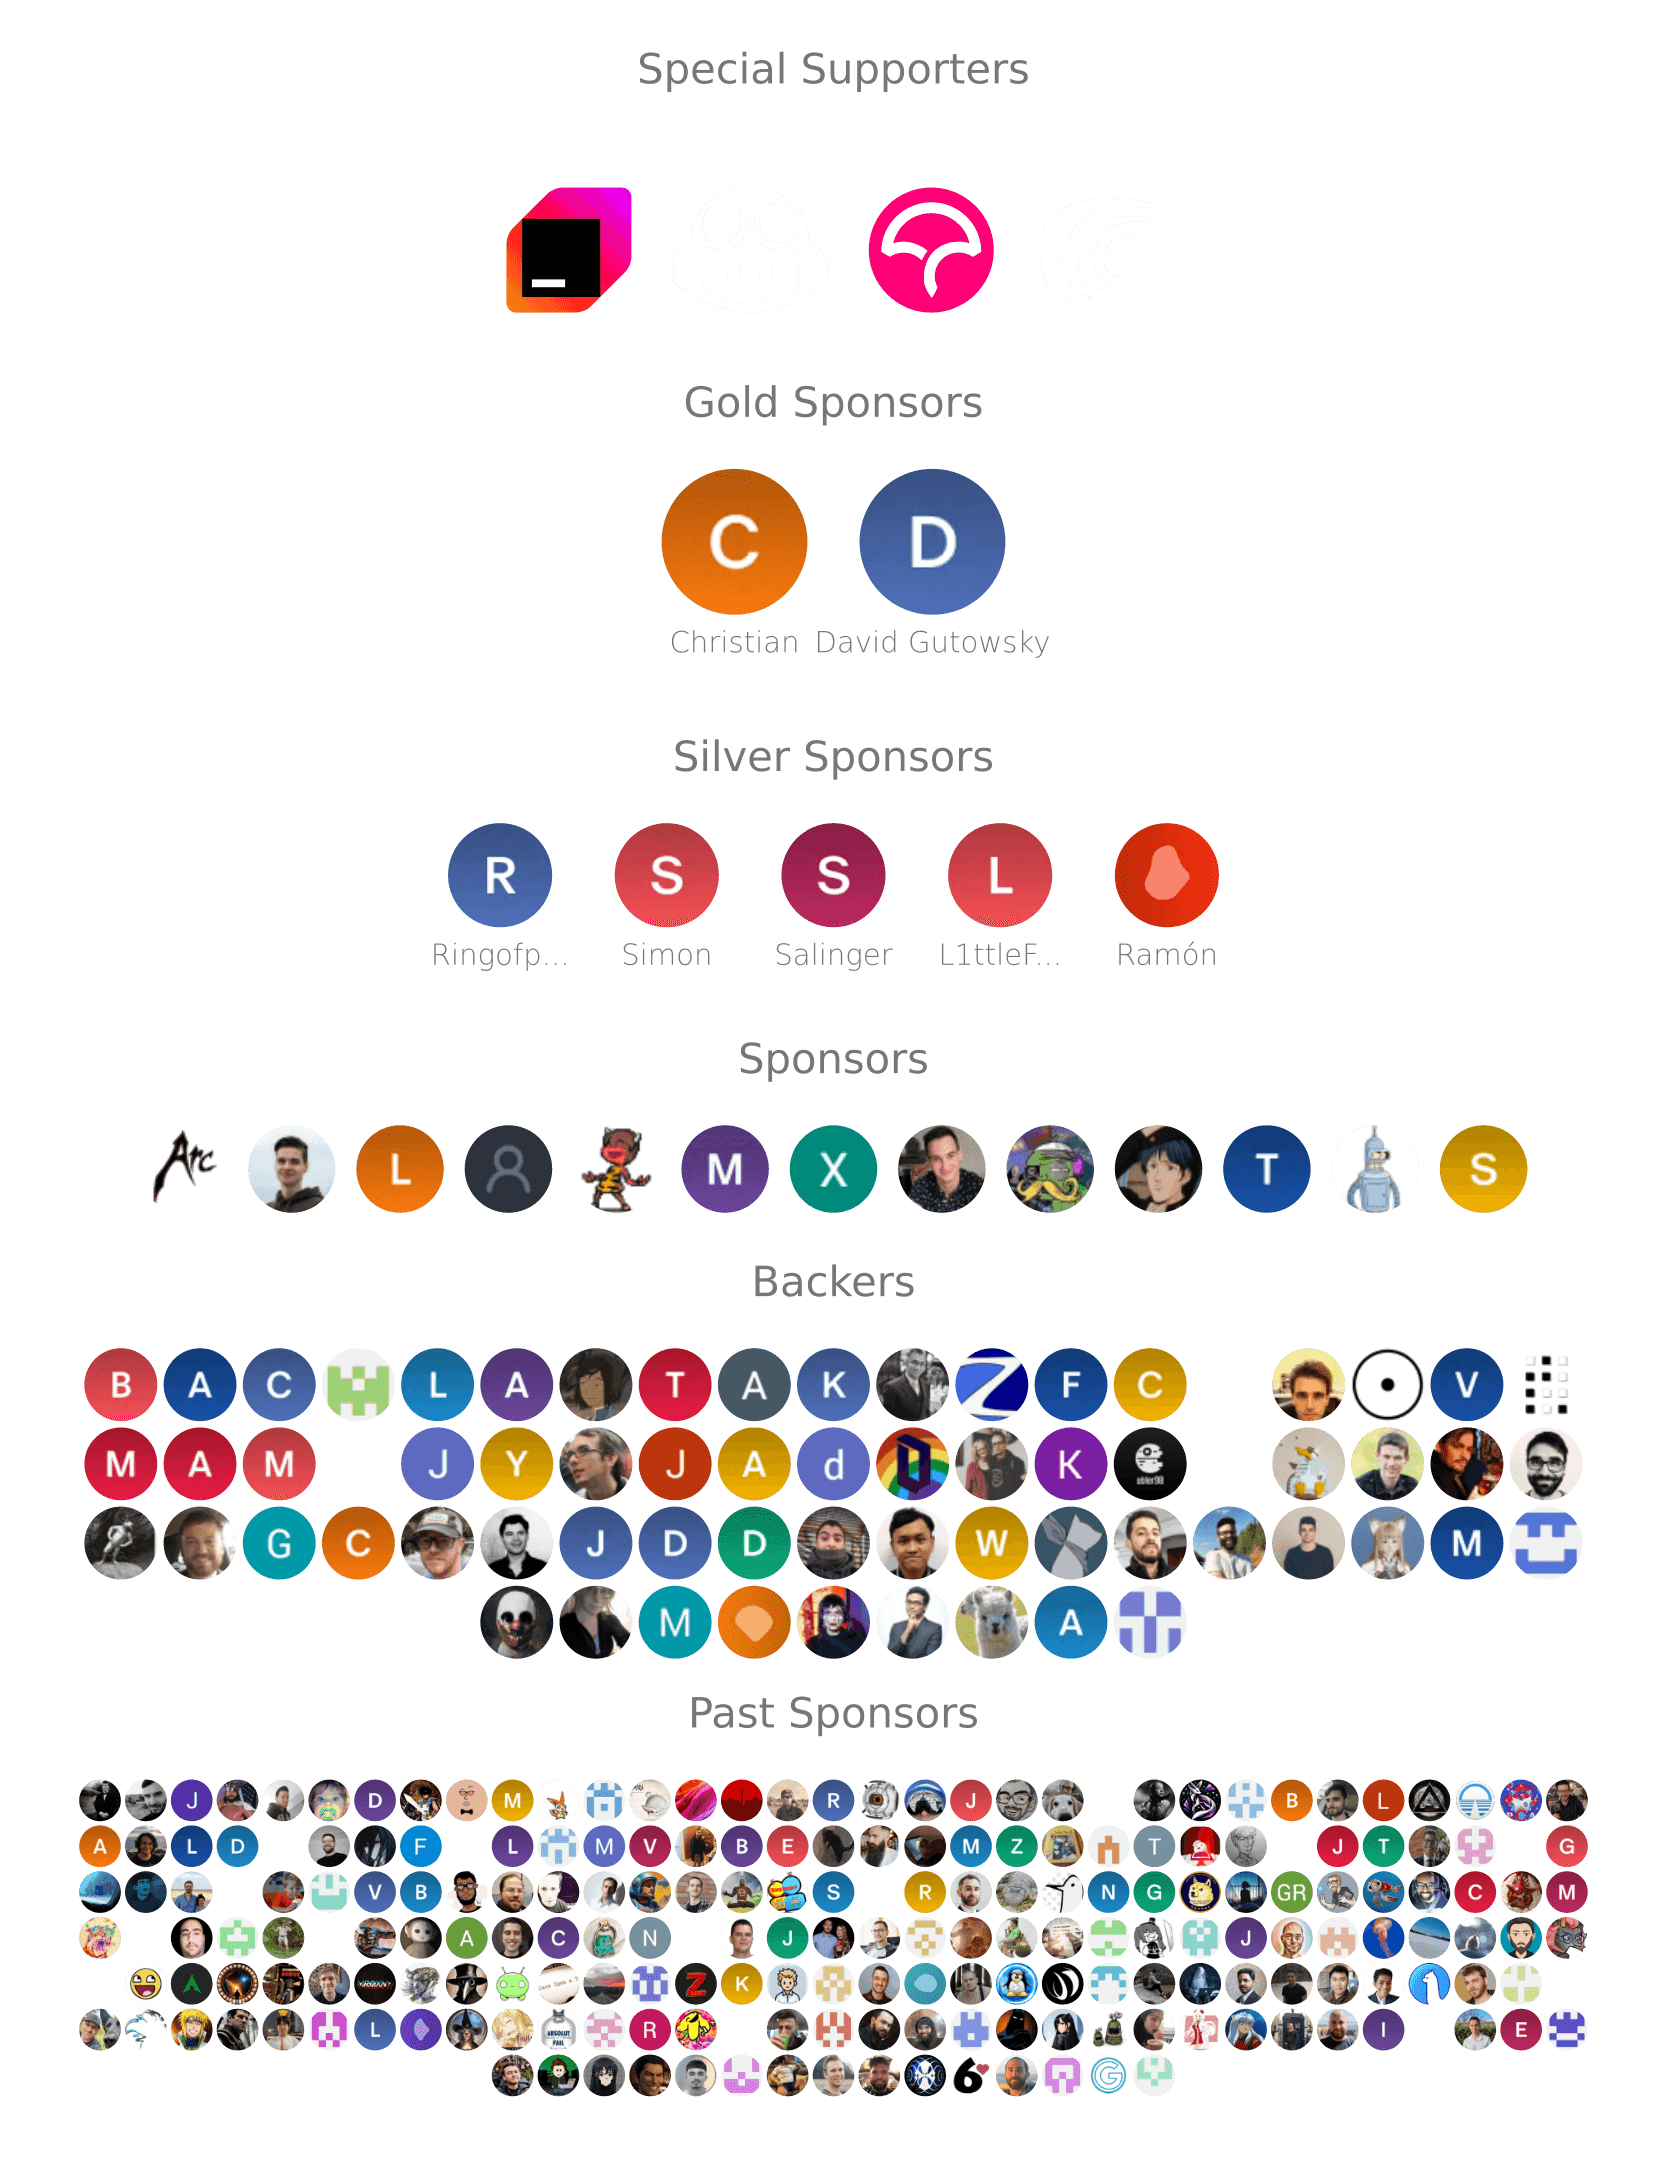 Special Supporters
Gold Sponsors
C D
Christian David Gutowsky
Silver Sponsors
R S S L
Ringofp... Simon Salinger L1ttleF... Ramón
Sponsors
Arc L M X T S
Backers
B A C L A T A K F C V
M A M J Y J A d K
G C J D D W M
M A
Past Sponsors
J D M R J B L
A L D F L M V B E M Z T J T G
V B S R N G GR C M
A C N J J
Z K
L R I E
6 G